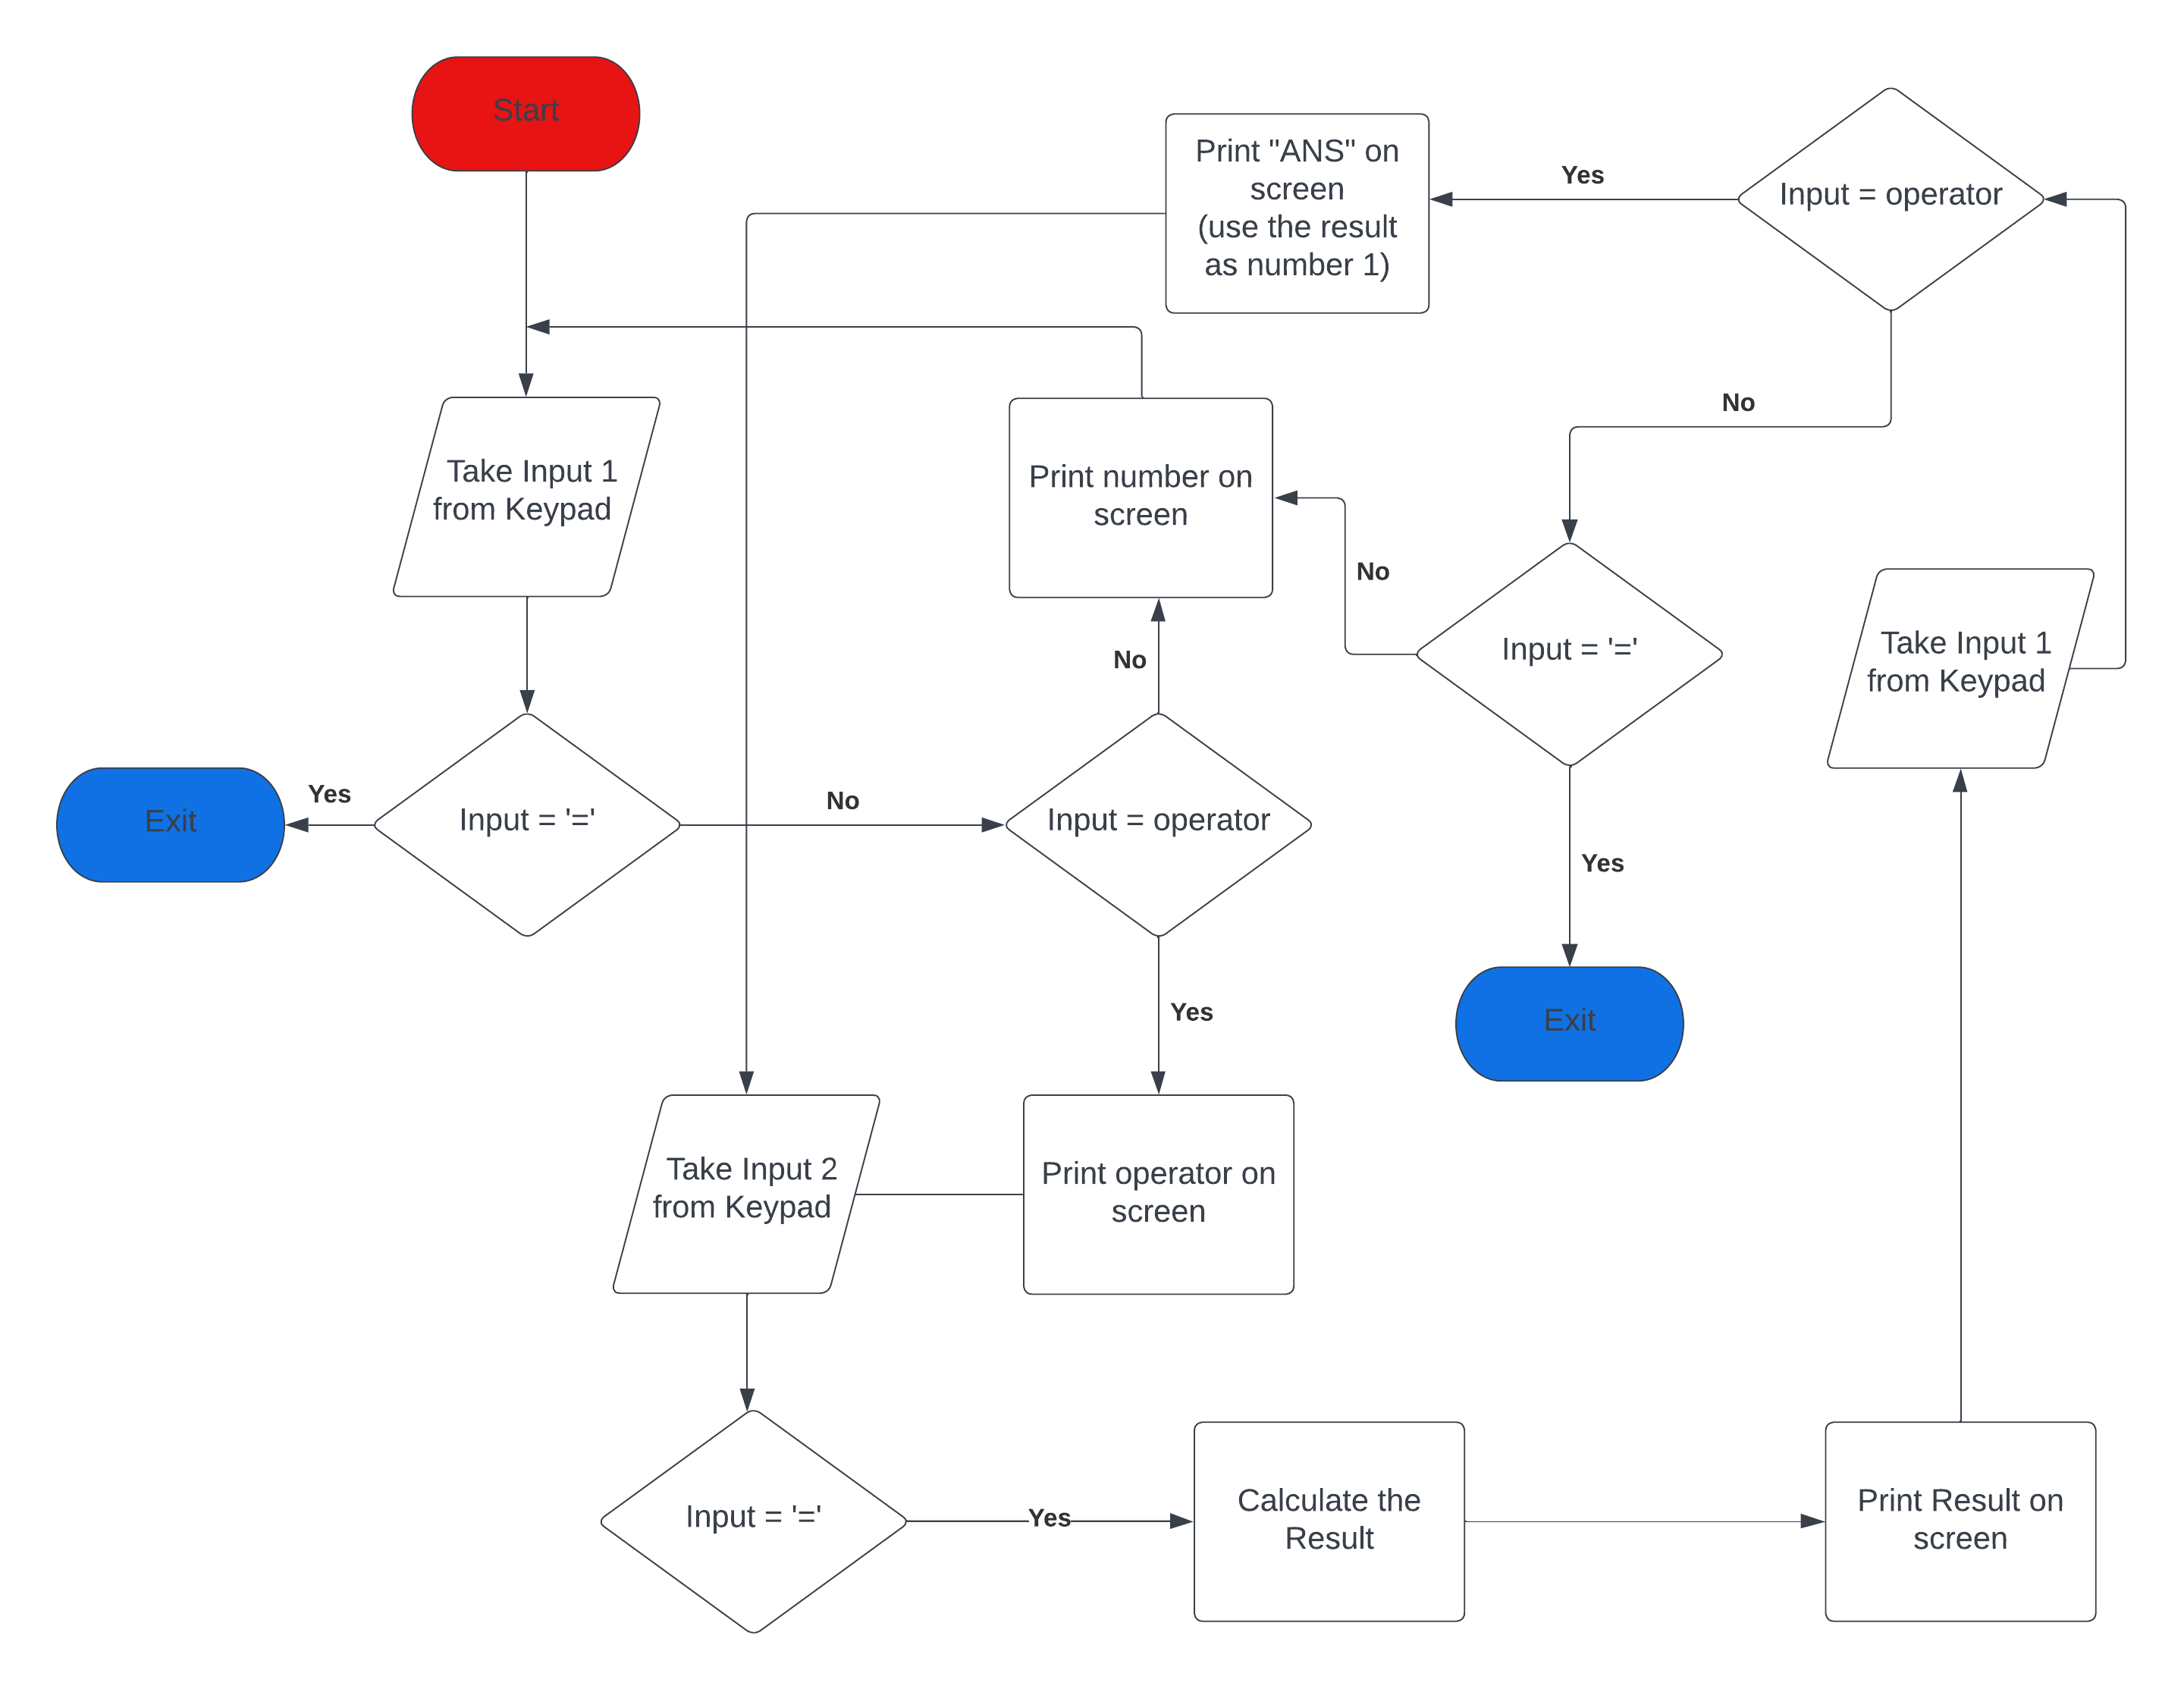 Start
Print "ANS" on
screen
(use the result
as number 1)
Yes
Input = operator
No
Take Input 1
from Keypad
Print number on
screen
No
Input = '='
Take Input 1
from Keypad
No
Exit
Yes
Input = '='
No
Input = operator
Yes
Exit
Yes
Take Input 2
from Keypad
Print operator on
screen
Input = '='
Yes
Calculate the
Result
Print Result on
screen